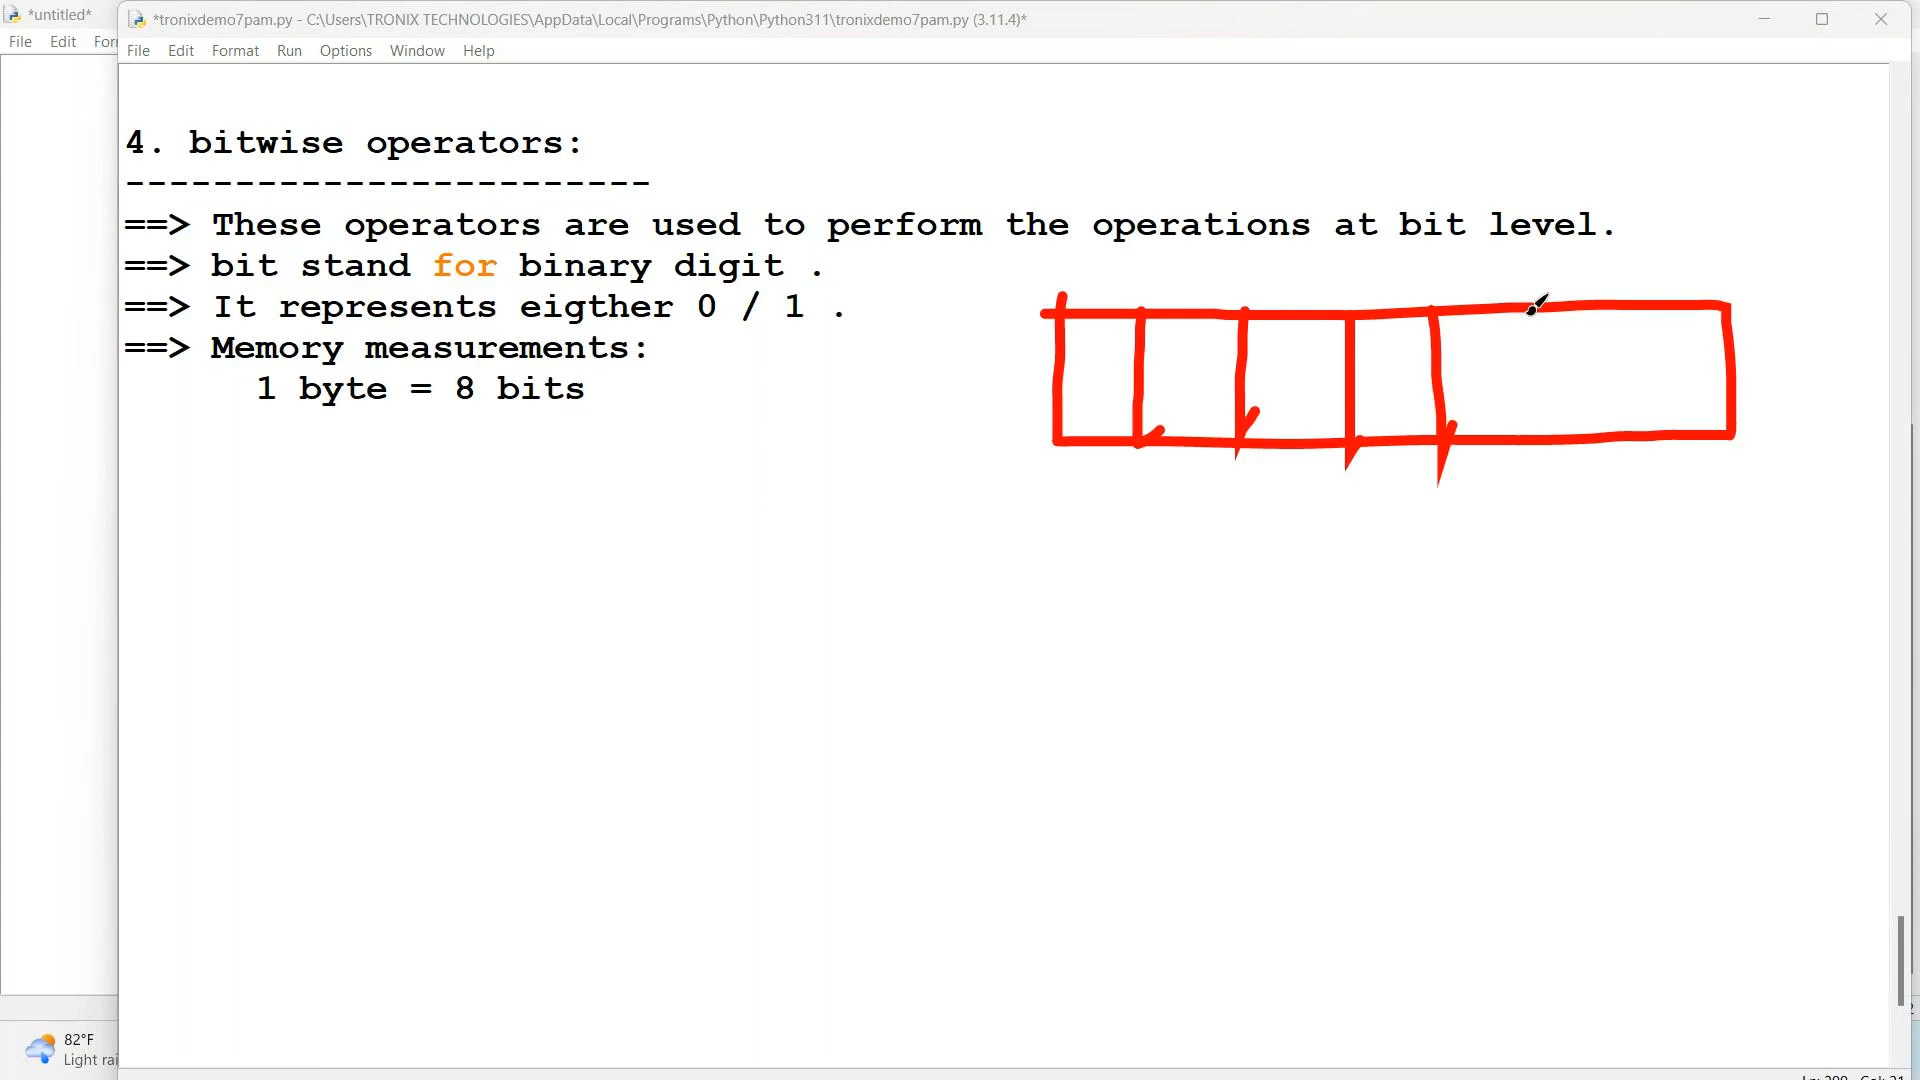 *untitled*
File Edit
*tronixdemo7pam.py - C:\Users\TRONIX TECHNOLOGIES\AppData\Local\Programs\Python\Python311\tronixdemo7pam.py (3.11.4)*
File Edit Format Run Options Window Help
4. bitwise operators:
------------------------
==> These operators are used to perform the operations at bit level.
==> bit stand for binary digit .
==> It represents eigther 0 / 1 .
==> Memory measurements:
1 byte = 8 bits
82°F
Light rai